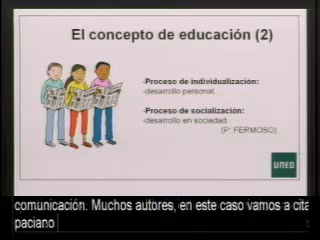 El concepto de educación (2)
-Proceso de individualización:
-desarrollo personal
-Proceso de socialización:
-desarrollo en sociedad
(P. FERMOSO)
UNED
comunicación. Muchos autores, en este caso vamos a cita
paciano